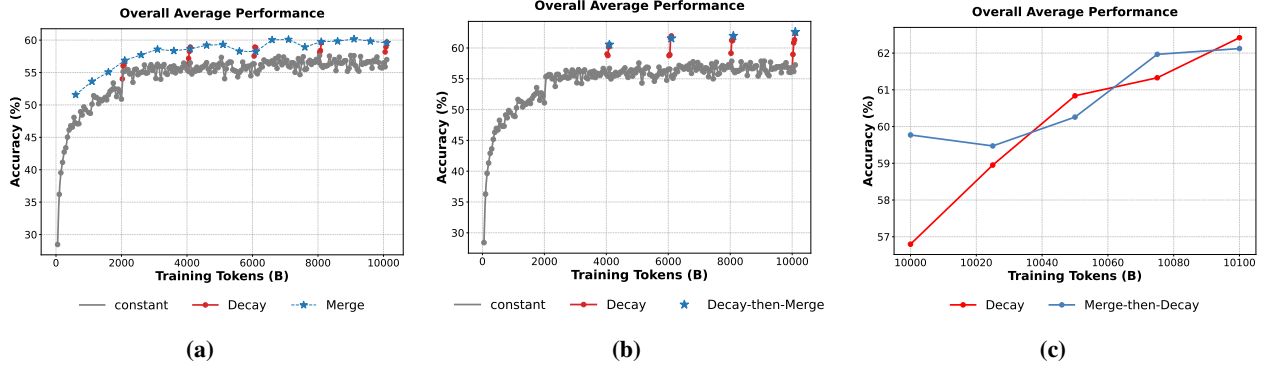 Overall Average Performance
Accuracy (%)
60
55
50
45
40
35
30
0
2000
4000
6000
8000
10000
Training Tokens (B)
constant
Decay
Merge
(a)
Overall Average Performance
Accuracy (%)
60
55
50
45
40
35
30
0
2000
4000
6000
8000
10000
Training Tokens (B)
constant
Decay
Decay-then-Merge
(b)
Overall Average Performance
Accuracy (%)
62
61
60
59
58
57
10000
10020
10040
10060
10080
10100
Training Tokens (B)
Decay
Merge-then-Decay
(c)